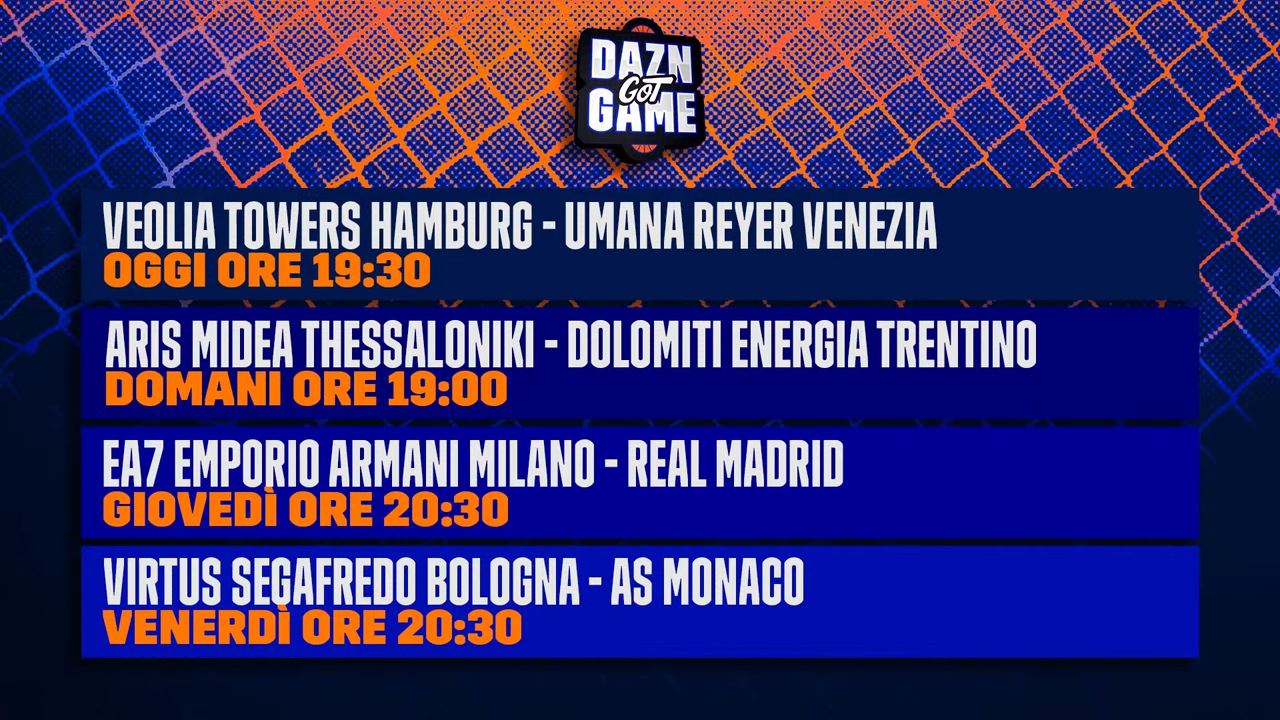 DAZN
GOT
GAME
VEOLIA TOWERS HAMBURG - UMANA REYER VENEZIA
OGGI ORE 19:30
ARIS MIDEA THESSALONIKI - DOLOMITI ENERGIA TRENTINO
DOMANI ORE 19:00
EA7 EMPORIO ARMANI MILANO - REAL MADRID
GIOVEDÌ ORE 20:30
VIRTUS SEGAFREDO BOLOGNA - AS MONACO
VENERDÌ ORE 20:30